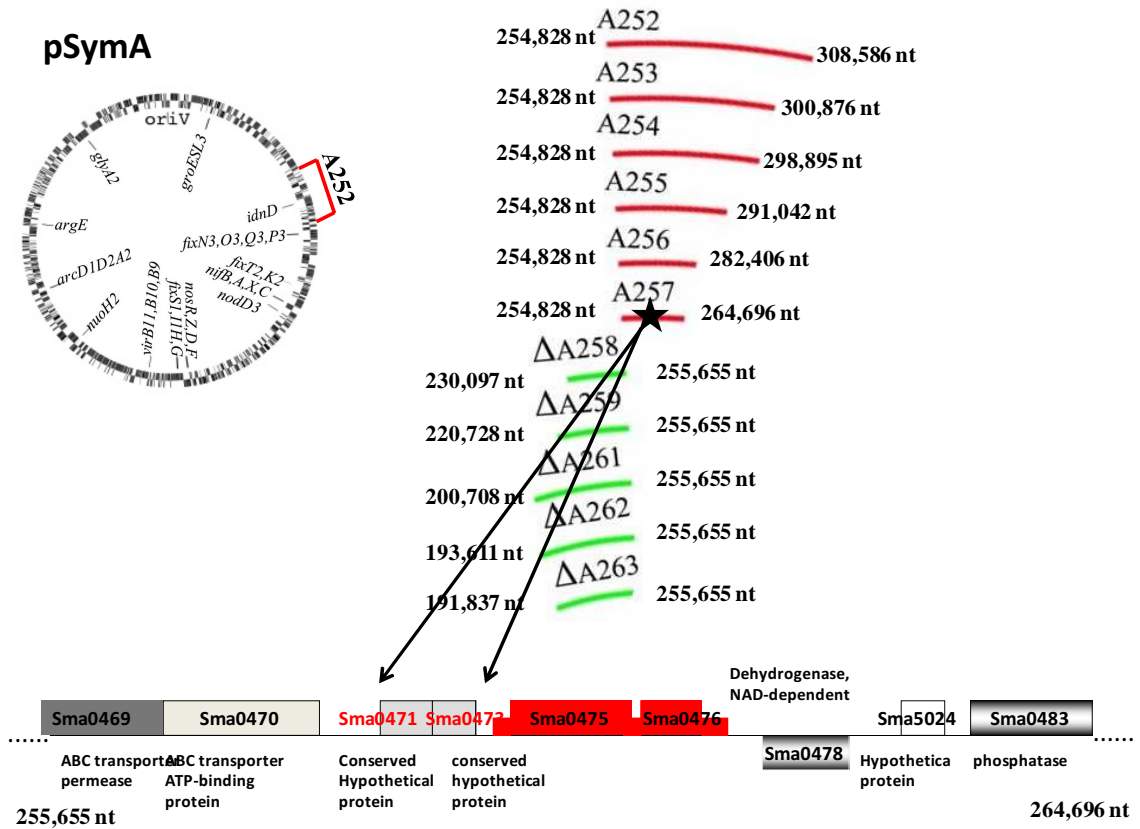 pSymA
oriV
groESL3
glyA2
A252
idnD
argE
fixN3,O3,Q3,P3
fixT2,K2
arcD1D2A2
nifB,A,X,C
nodD3
nuoH2
virB11,B10,B9
fixS1,I1H,G
nosR,Z,D,F
A252
254,828 nt
308,586 nt
A253
254,828 nt
300,876 nt
A254
254,828 nt
298,895 nt
A255
254,828 nt
291,042 nt
A256
254,828 nt
282,406 nt
A257
254,828 nt
264,696 nt
ΔA258
230,097 nt
255,655 nt
ΔA259
220,728 nt
255,655 nt
ΔA261
200,708 nt
255,655 nt
ΔA262
193,611 nt
255,655 nt
ΔA263
191,837 nt
255,655 nt
Dehydrogenase,
NAD-dependent
Sma0469
Sma0470
Sma0471
Sma0473
Sma0475
Sma0476
Sma0478
Sma5024
Sma0483
ABC transporter
permease
ABC transporter
ATP-binding
protein
Conserved
Hypothetical
protein
conserved
hypothetical
protein
Hypothetica
protein
phosphatase
255,655 nt
264,696 nt